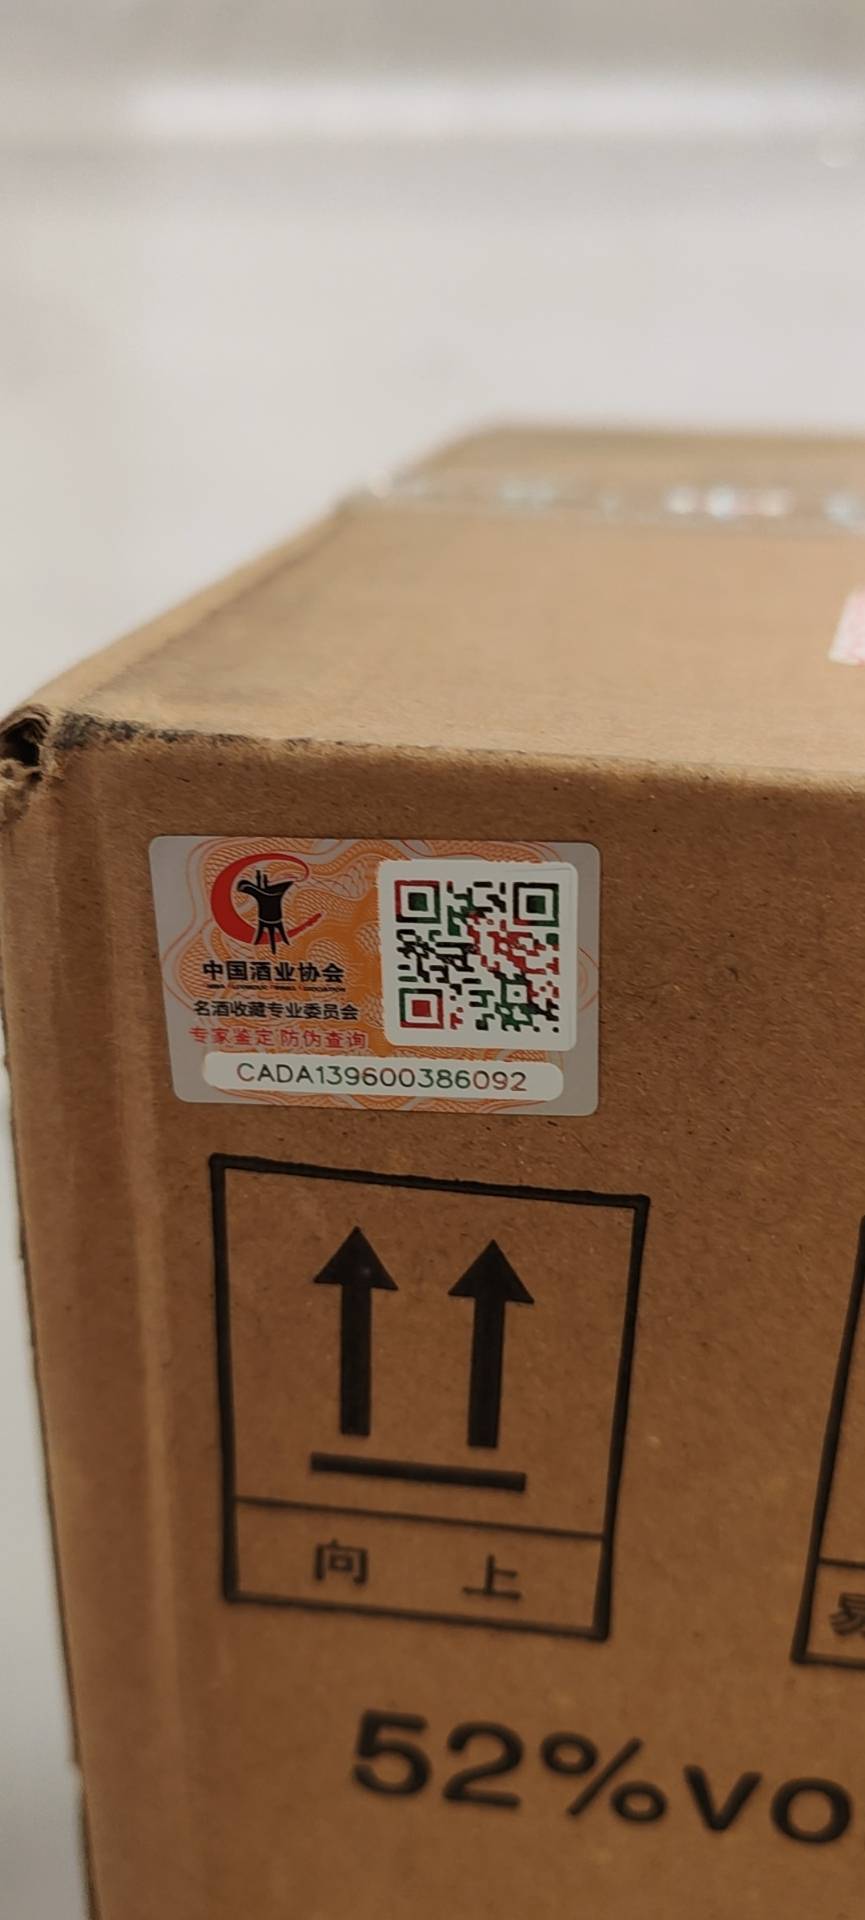 中国酒业协会
名酒收藏专业委员会
专家鉴定 防伪查询
CADA139600386092
向上
易
52%vo